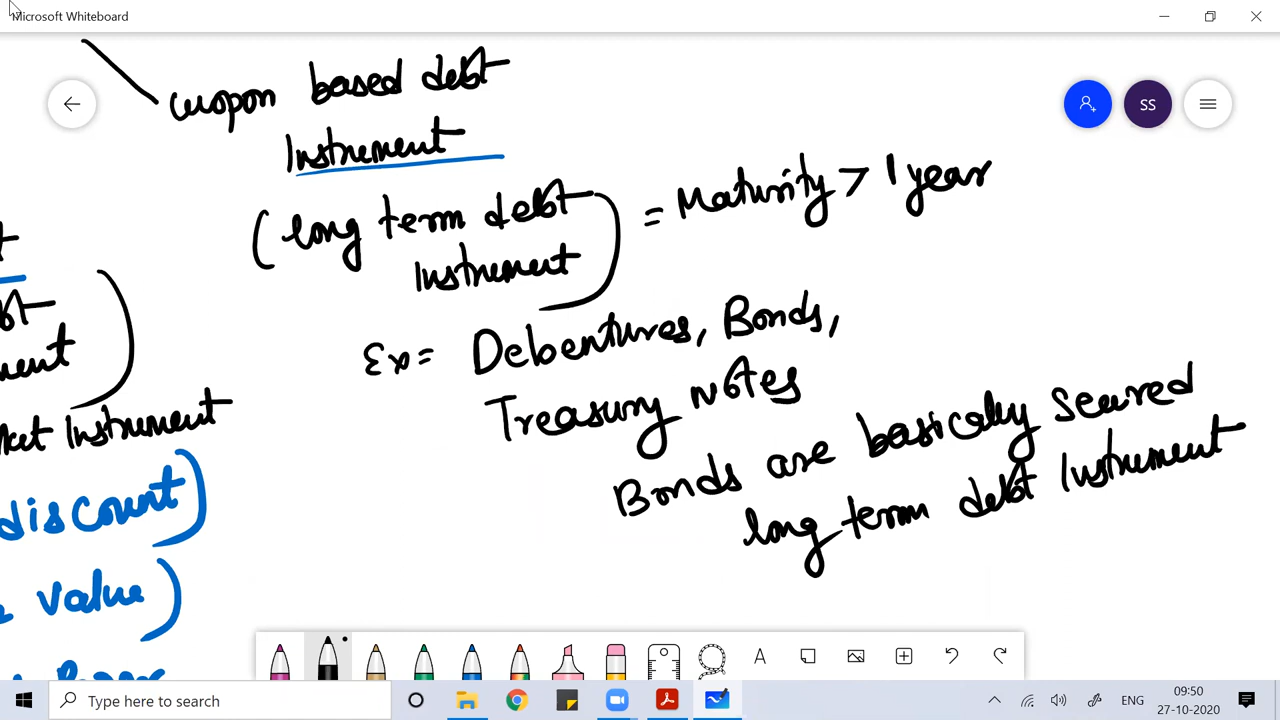 Microsoft Whiteboard
coupon based debt
Instrument
SS
(long term debt
Instrument) = Maturity > 1 year
Ex = Debentures, Bonds,
Treasury notes
Bonds are basically secured
long term debt Instrument
Instrument
discount)
value)
A
Type here to search
ENG
09:50
27-10-2020